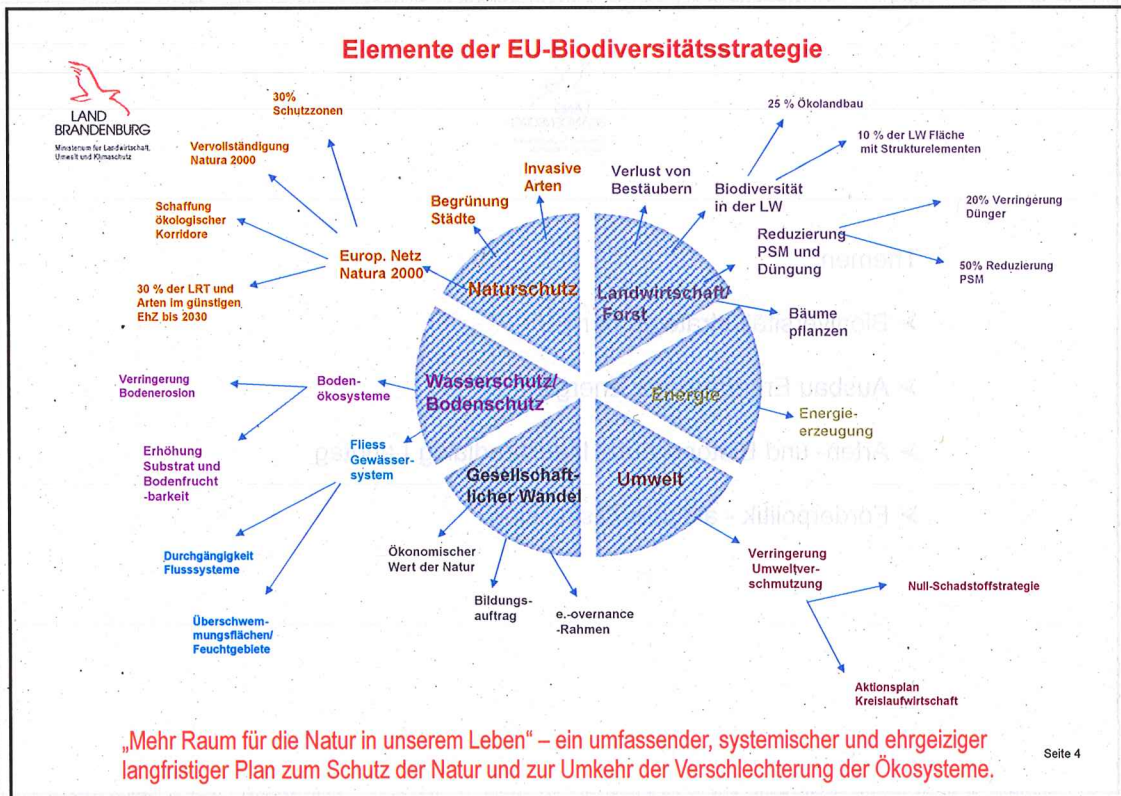 Elemente der EU-Biodiversitätsstrategie
LAND
BRANDENBURG
Ministerium für Landwirtschaft,
Umwelt und Klimaschutz
30%
Schutzzonen
Vervollständigung
Natura 2000
Schaffung
ökologischer
Korridore
30 % der LRT und
Arten im günstigen
EhZ bis 2030
Europ. Netz
Natura 2000
Begrünung
Städte
Invasive
Arten
Naturschutz
Verlust von
Bestäubern
Biodiversität
in der LW
25 % Ökolandbau
10 % der LW Fläche
mit Strukturelementen
Reduzierung
PSM und
Düngung
20% Verringerung
Dünger
50% Reduzierung
PSM
Landwirtschaft/
Forst
Bäume
pflanzen
Wasserschutz/
Bodenschutz
Boden-
ökosysteme
Verringerung
Bodenerosion
Erhöhung
Substrat und
Bodenfrucht
-barkeit
Fliess
Gewässer-
system
Durchgängigkeit
Flusssysteme
Überschwem-
mungsflächen/
Feuchtgebiete
Energie
Energie-
erzeugung
Gesellschaft-
licher Wandel
Ökonomischer
Wert der Natur
Bildungs-
auftrag
e.-overnance
-Rahmen
Umwelt
Verringerung
Umweltver-
schmutzung
Null-Schadstoffstrategie
Aktionsplan
Kreislaufwirtschaft
„Mehr Raum für die Natur in unserem Leben“ – ein umfassender, systemischer und ehrgeiziger
langfristiger Plan zum Schutz der Natur und zur Umkehr der Verschlechterung der Ökosysteme.
Seite 4